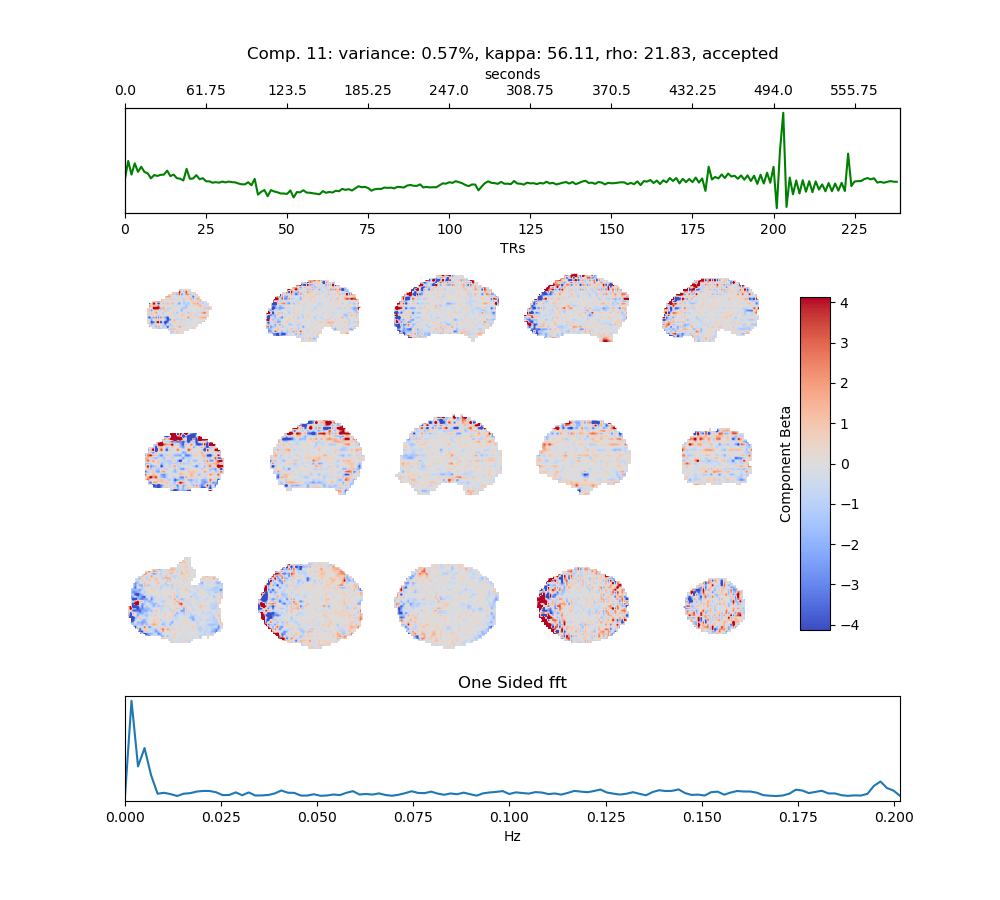 Comp. 11: variance: 0.57%, kappa: 56.11, rho: 21.83, accepted
seconds
0.0 61.75 123.5 185.25 247.0 308.75 370.5 432.25 494.0 555.75
0 25 50 75 100 125 150 175 200 225
TRs
4
3
2
1
0
−1
−2
−3
−4
Component Beta
One Sided fft
0.000 0.025 0.050 0.075 0.100 0.125 0.150 0.175 0.200
Hz